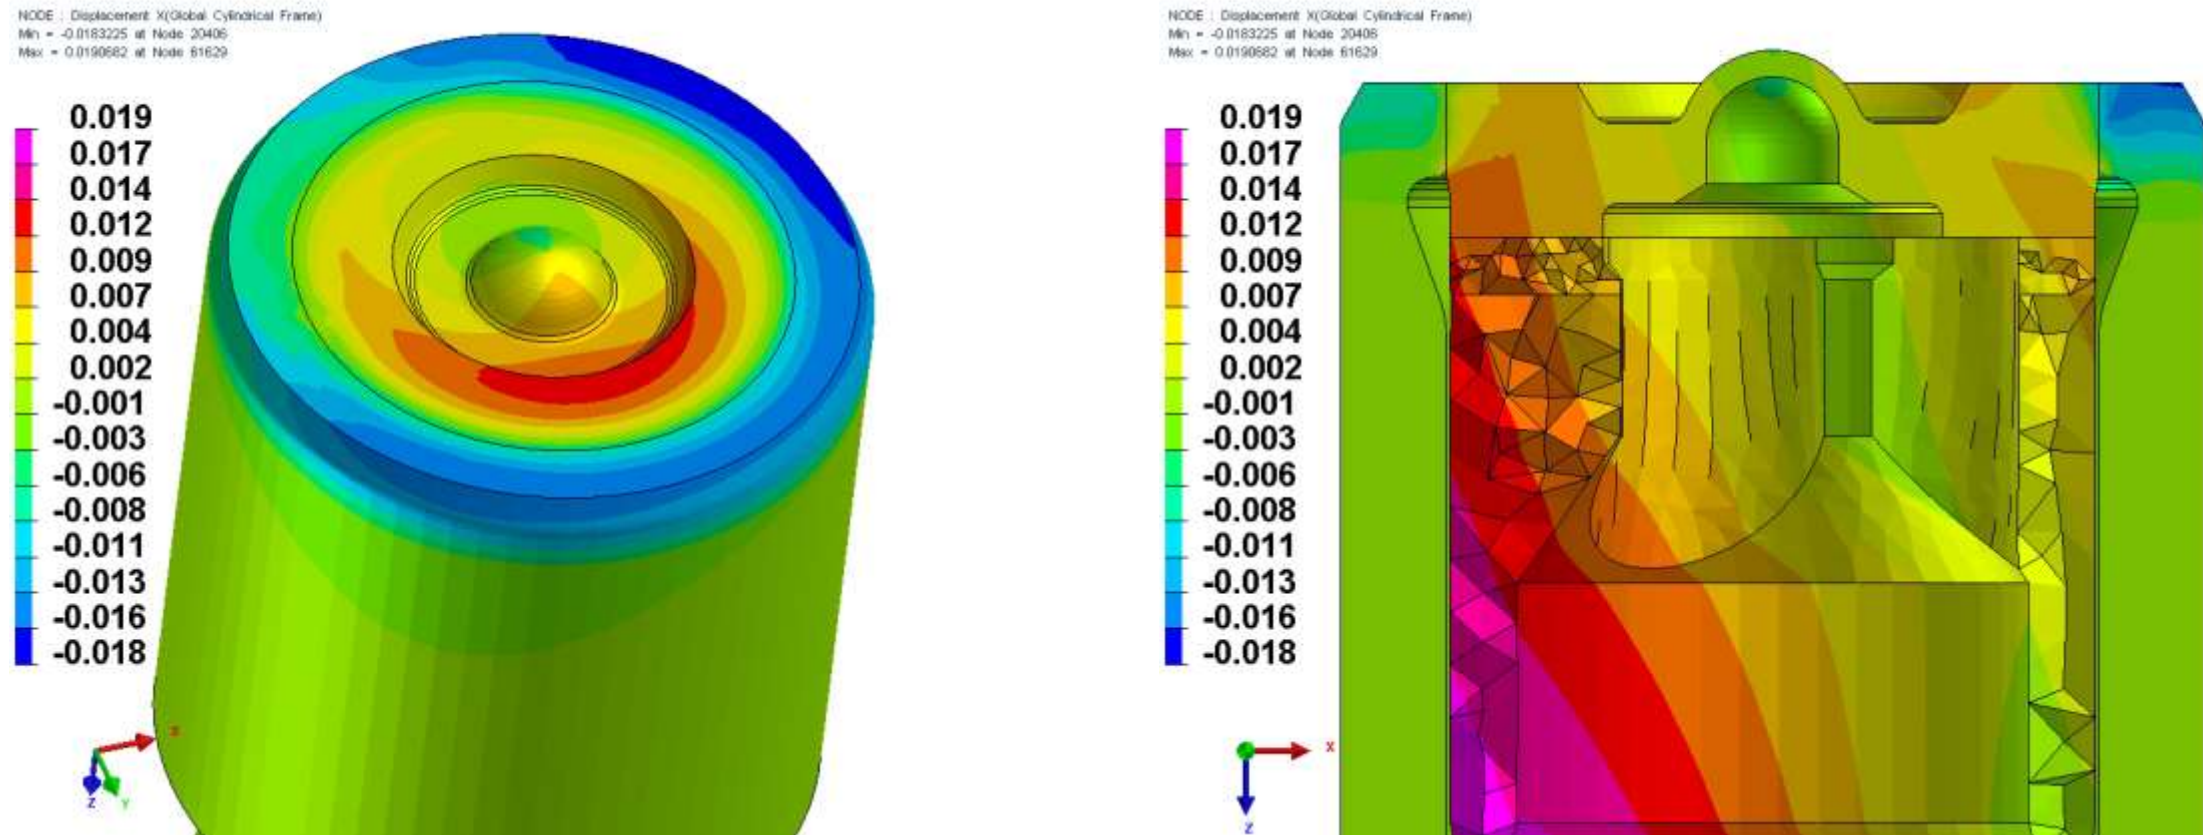 NODE : Displacement X(Global Cylindrical Frame)
Min = -0.0183225 at Node 20406
Max = 0.0190682 at Node 61629
0.019
0.017
0.014
0.012
0.009
0.007
0.004
0.002
-0.001
-0.003
-0.006
-0.008
-0.011
-0.013
-0.016
-0.018
X
Z
Y
NODE : Displacement X(Global Cylindrical Frame)
Min = -0.0183225 at Node 20406
Max = 0.0190682 at Node 61629
0.019
0.017
0.014
0.012
0.009
0.007
0.004
0.002
-0.001
-0.003
-0.006
-0.008
-0.011
-0.013
-0.016
-0.018
X
Z